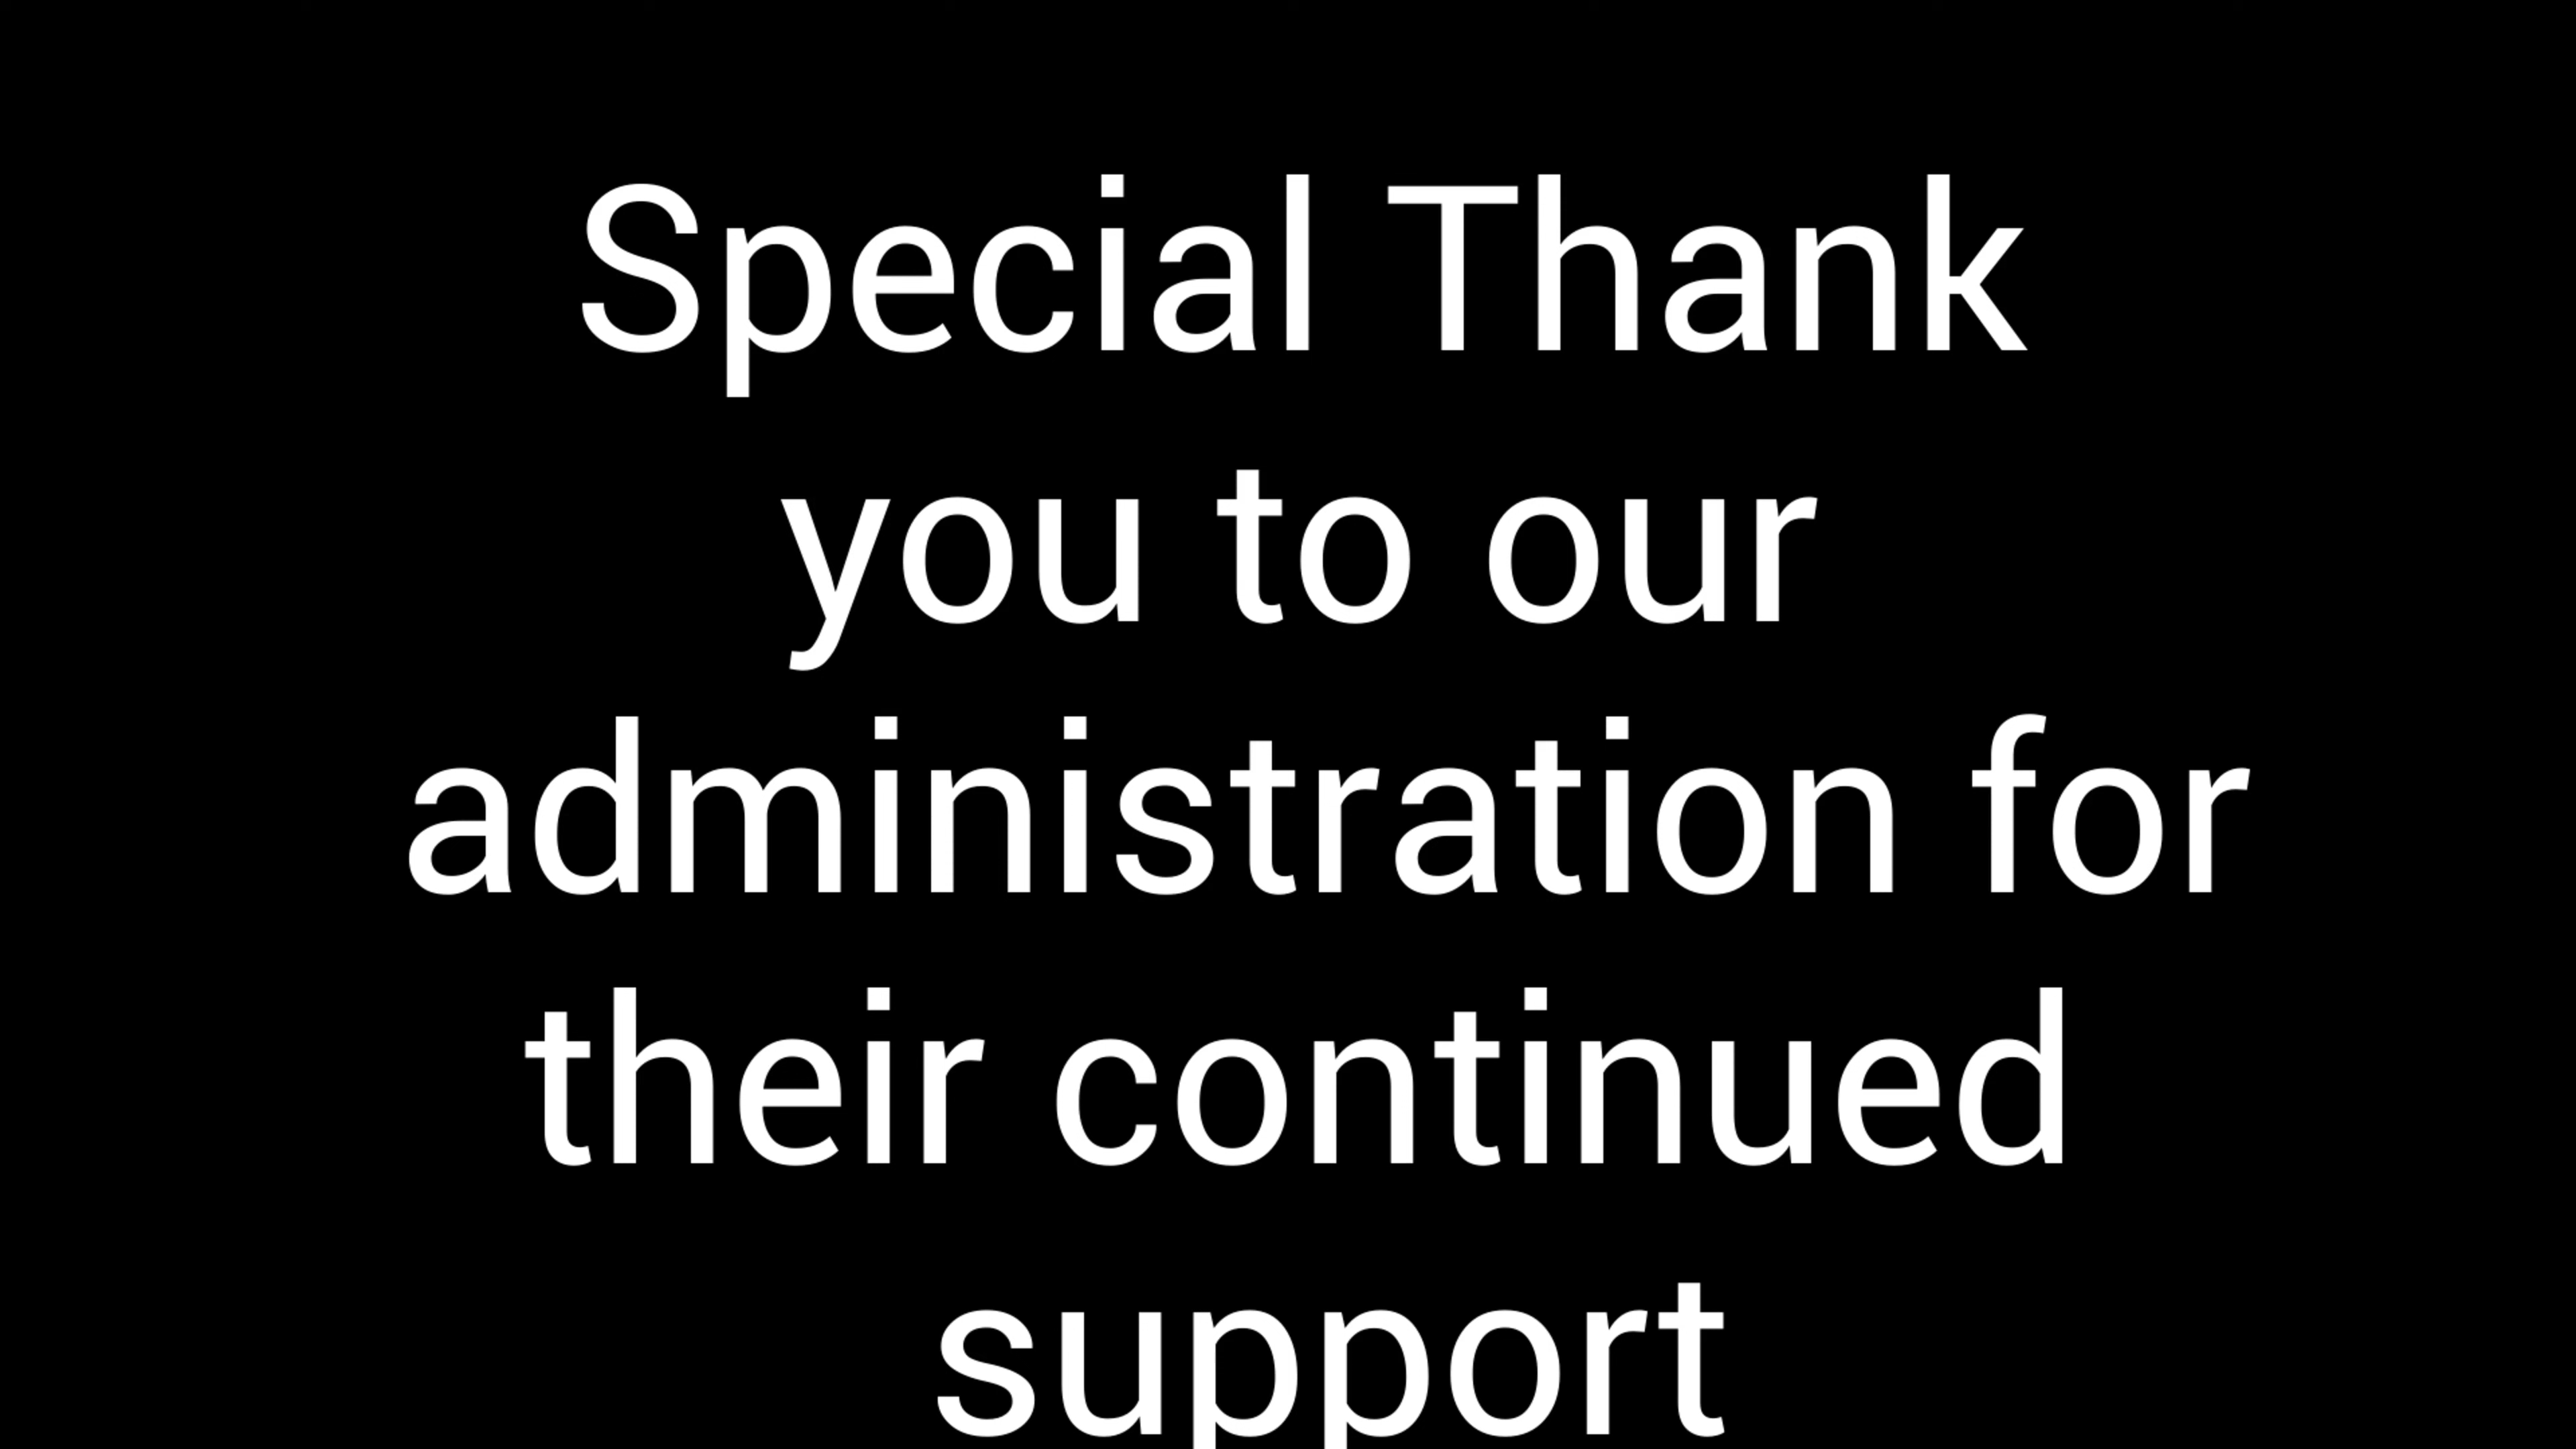 Special Thank
you to our
administration for
their continued
support